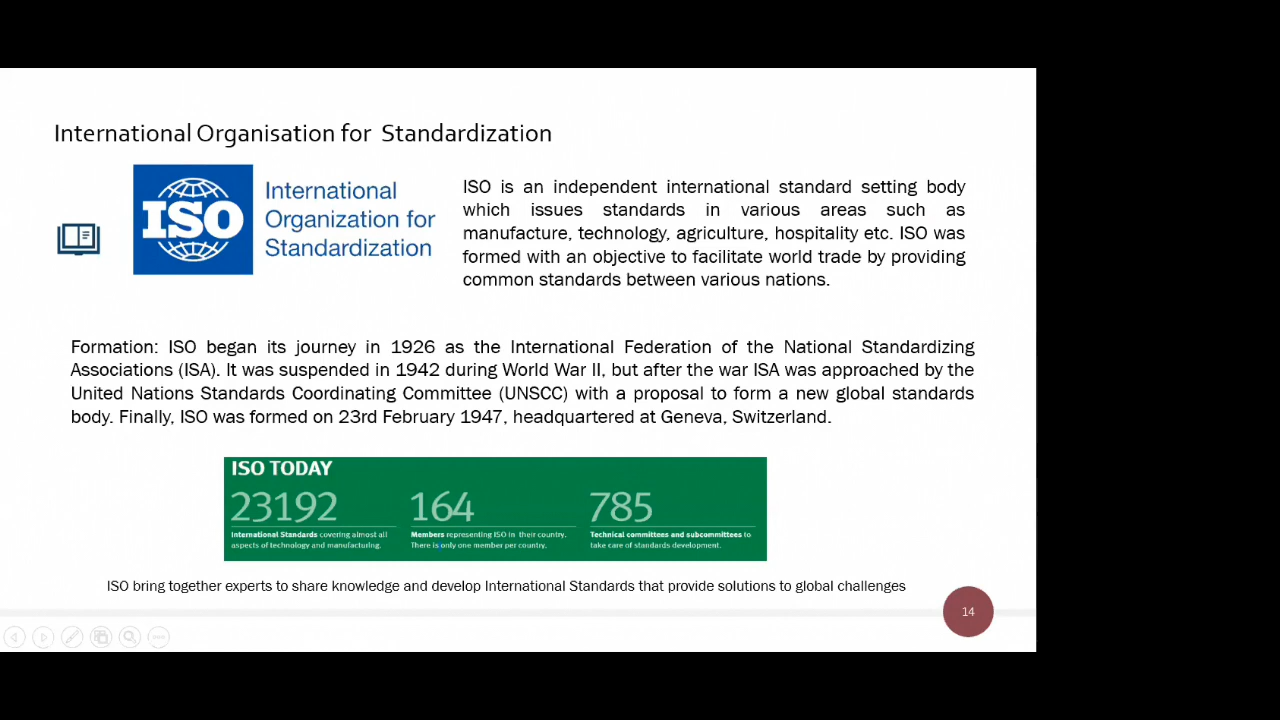 International Organisation for Standardization
ISO
International
Organization for
Standardization
ISO is an independent international standard setting body
which issues standards in various areas such as
manufacture, technology, agriculture, hospitality etc. ISO was
formed with an objective to facilitate world trade by providing
common standards between various nations.
Formation: ISO began its journey in 1926 as the International Federation of the National Standardizing
Associations (ISA). It was suspended in 1942 during World War II, but after the war ISA was approached by the
United Nations Standards Coordinating Committee (UNSCC) with a proposal to form a new global standards
body. Finally, ISO was formed on 23rd February 1947, headquartered at Geneva, Switzerland.
ISO TODAY
23192
International Standards covering almost all
aspects of technology and manufacturing.
164
Members representing ISO in their country.
There is only one member per country.
785
Technical committees and subcommittees to
take care of standards development.
ISO bring together experts to share knowledge and develop International Standards that provide solutions to global challenges
14